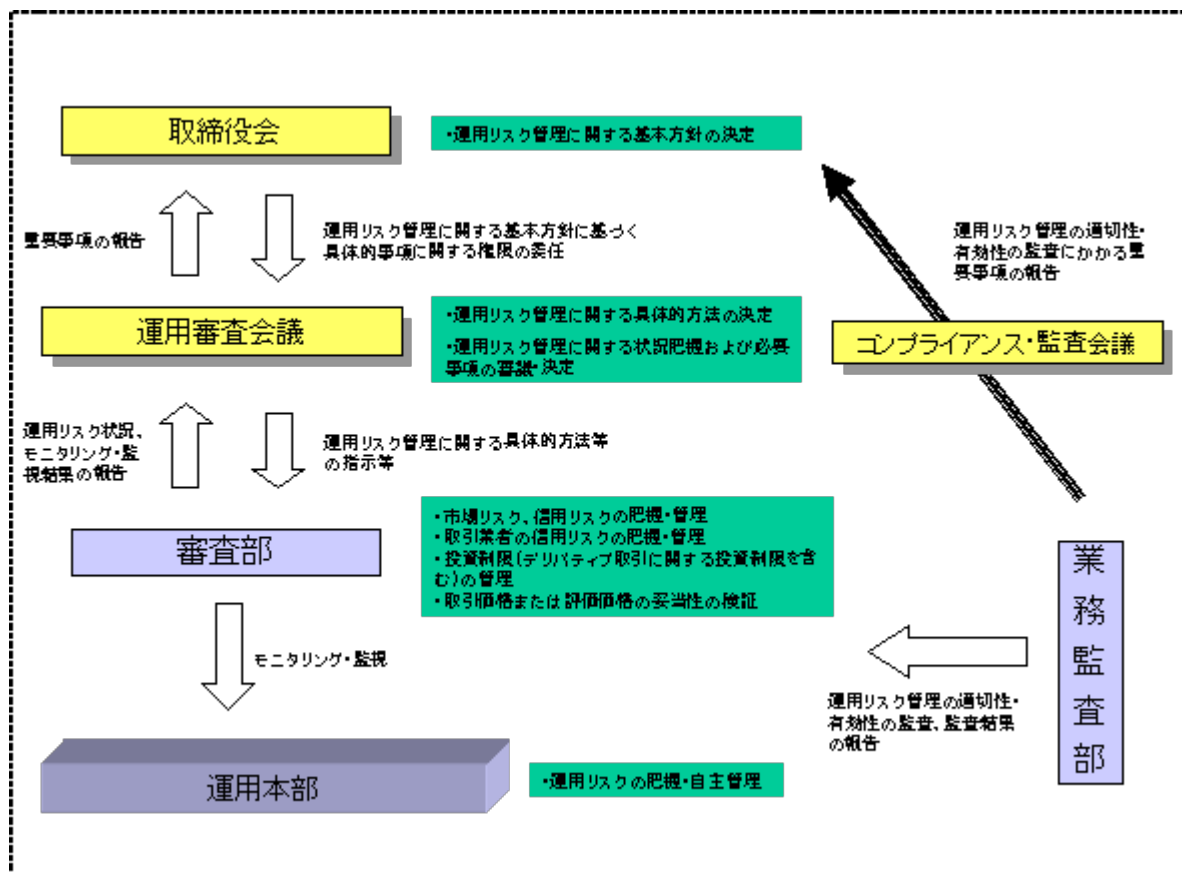 取締役会
・運用リスク管理に関する基本方針の決定
重要事項の報告
運用リスク管理に関する基本方針に基づく
具体的事項に関する権限の委任
運用リスク管理の適切性・
有効性の監査にかかる重
要事項の報告
運用審査会議
・運用リスク管理に関する具体的方法の決定
・運用リスク管理に関する状況把握および必要
事項の審議・決定
コンプライアンス・監査会議
運用リスク状況、
モニタリング・監
視結果の報告
運用リスク管理に関する具体的方法等
の指示等
審査部
・市場リスク、信用リスクの把握・管理
・取引業者の信用リスクの把握・管理
・投資制限(デリバティブ取引に関する投資制限を含
む)の管理
・取引価格または評価価格の妥当性の検証
業務監査部
モニタリング・監視
運用リスク管理の適切性・
有効性の監査、監査結果
の報告
運用本部
・運用リスクの把握・自主管理